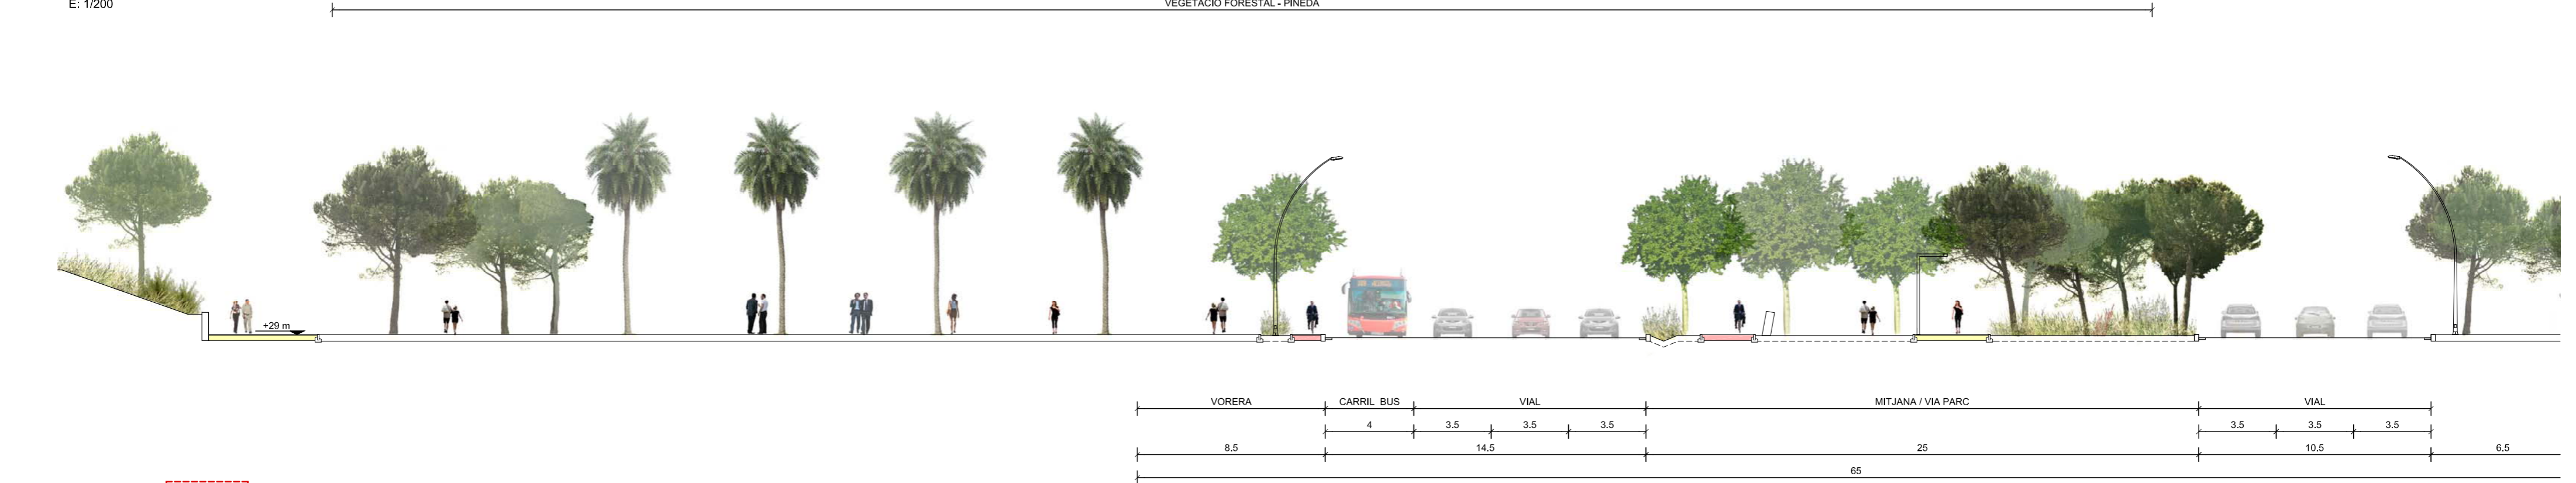 E: 1/200
VEGETACIÓ FORESTAL - PINEDA
+29 m
VORERA CARRIL BUS VIAL MITJANA / VIA PARC VIAL
4 3.5 3.5 3.5 3.5 3.5 3.5
8,5 14,5 25 10,5 6,5
65